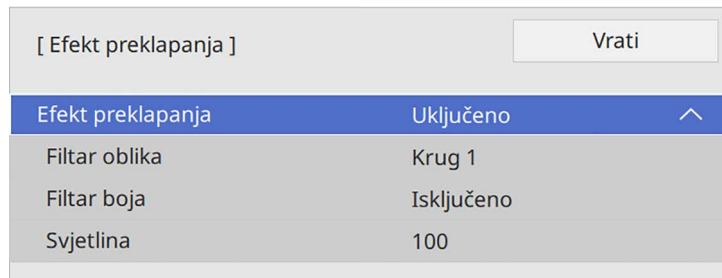 [ Efekt preklapanja ] Vrati
Efekt preklapanja Uključeno
Filtar oblika Krug 1
Filtar boja Isključeno
Svjetlina 100